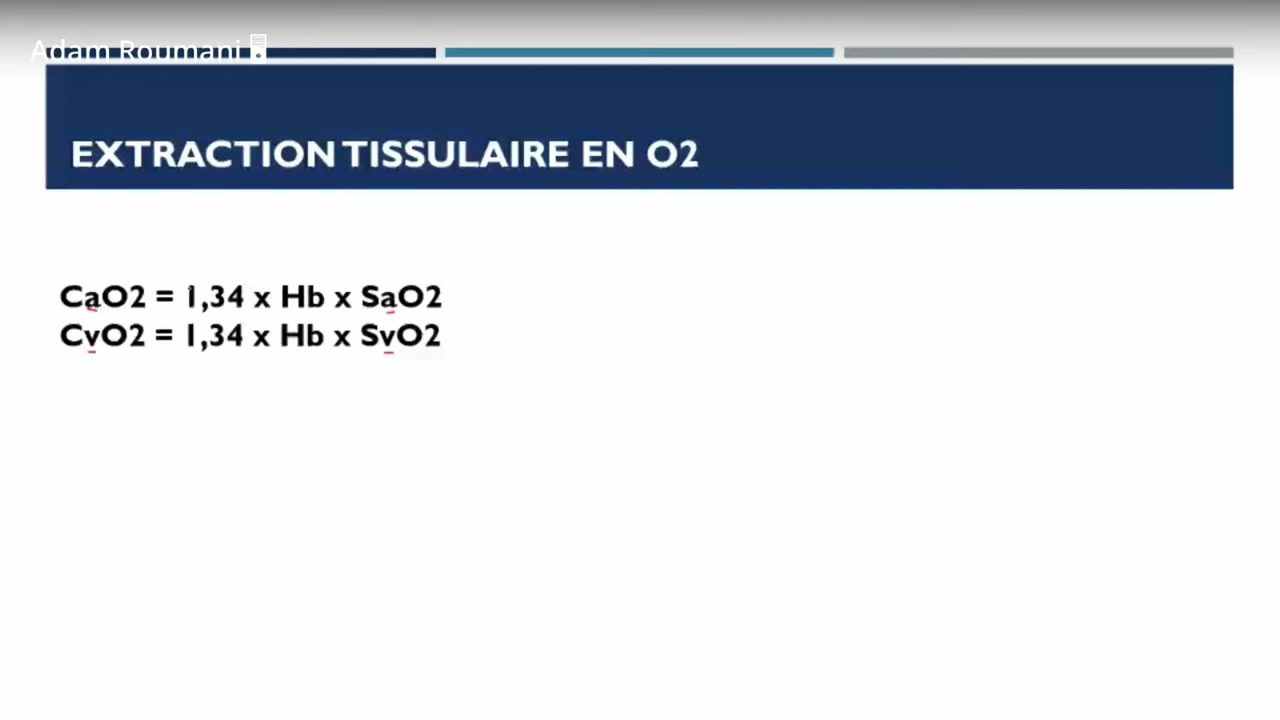 Adam Roumani
EXTRACTION TISSULAIRE EN O2
CaO2 = 1,34 x Hb x SaO2
CvO2 = 1,34 x Hb x SvO2